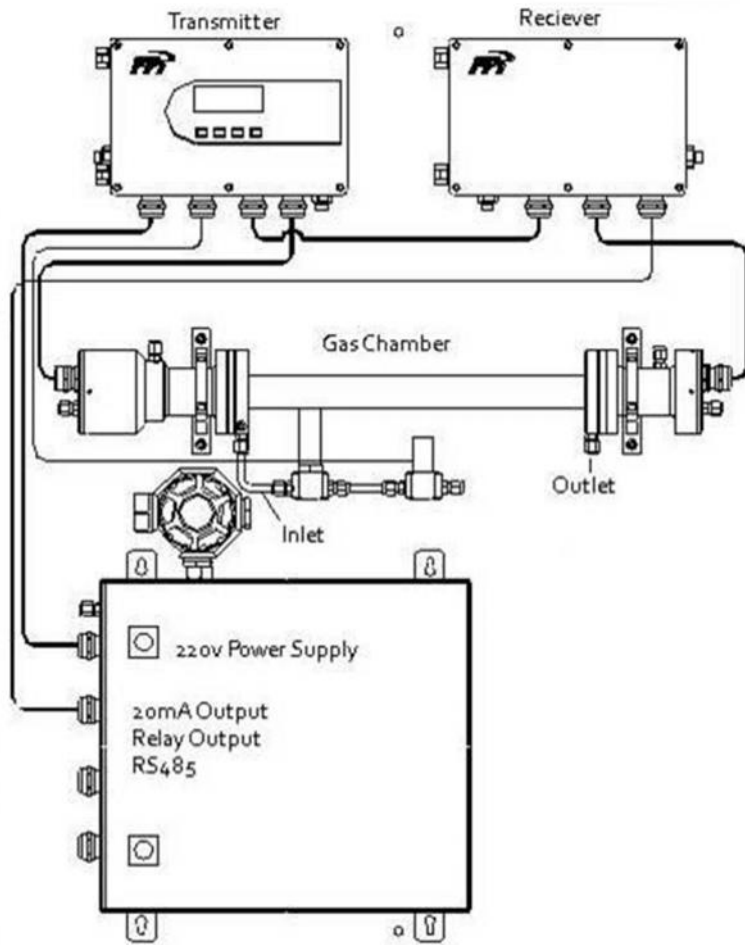 Transmitter
Reciever
Gas Chamber
Outlet
Inlet
220v Power Supply
20mA Output
Relay Output
RS485